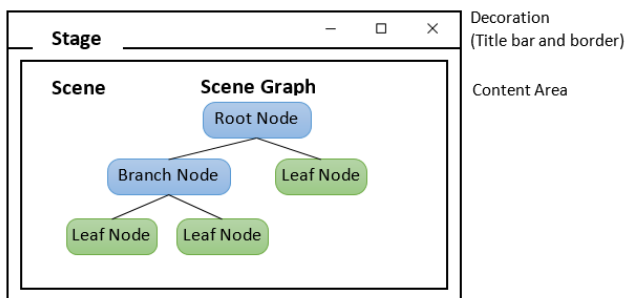 Decoration
(Title bar and border)
Stage
Content Area
Scene
Scene Graph
Root Node
Branch Node
Leaf Node
Leaf Node
Leaf Node